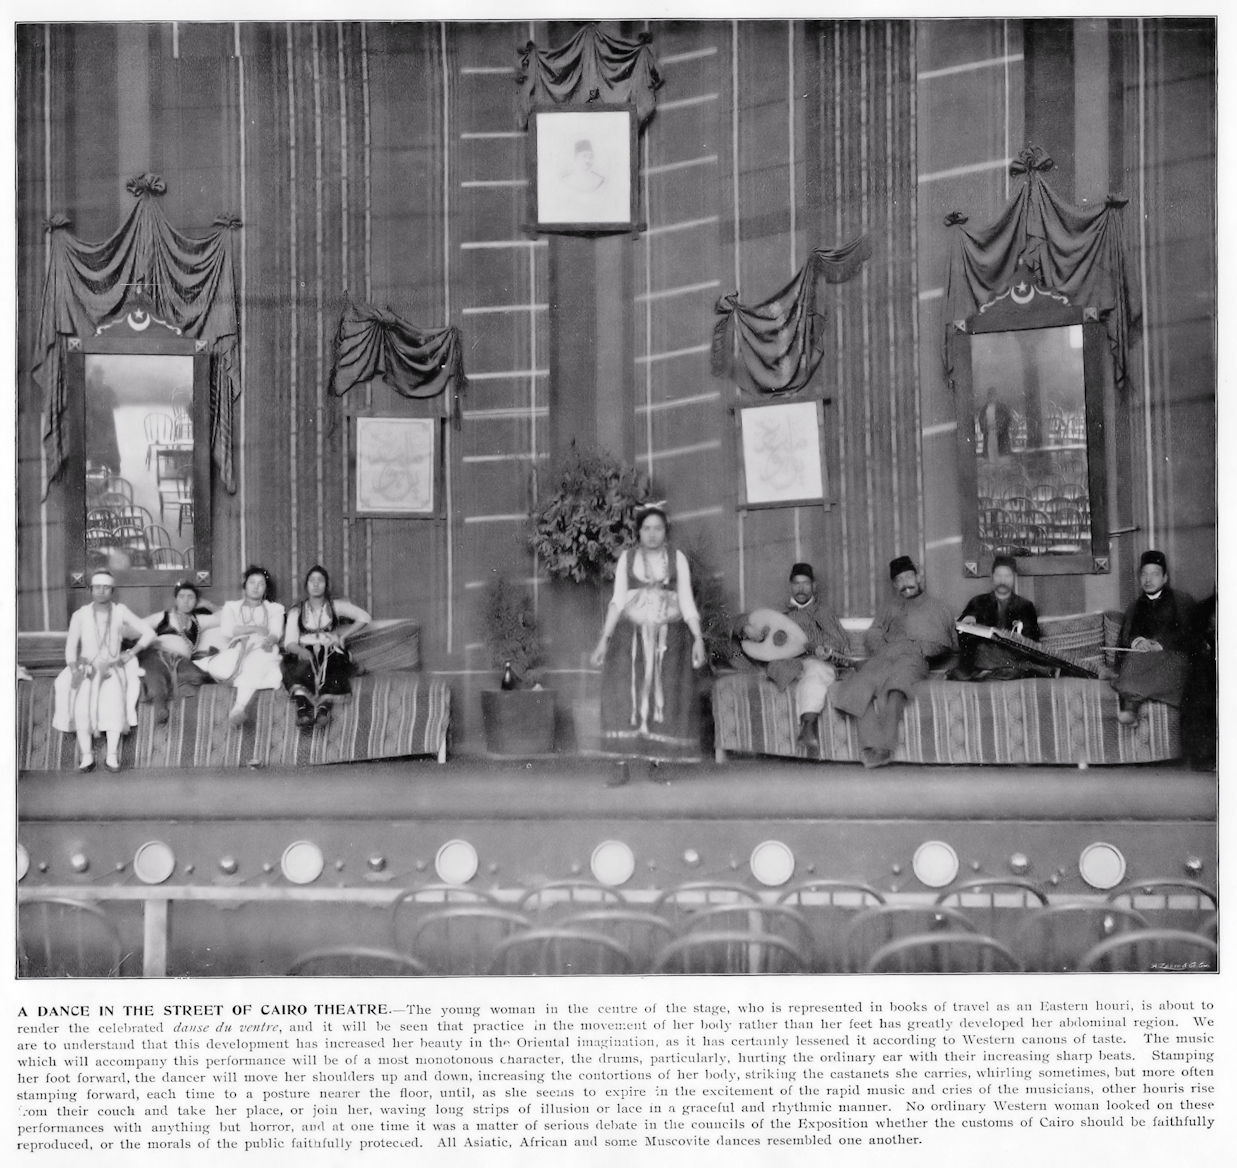 A DANCE IN THE STREET OF CAIRO THEATRE.—The young woman in the centre of the stage, who is represented in books of travel as an Eastern houri, is about to
render the celebrated danse du ventre, and it will be seen that practice in the movement of her body rather than her feet has greatly developed her abdominal region. We
are to understand that this development has increased her beauty in the Oriental imagination, as it has certainly lessened it according to Western canons of taste. The music
which will accompany this performance will be of a most monotonous character, the drums, particularly, hurting the ordinary ear with their increasing sharp beats. Stamping
her foot forward, the dancer will move her shoulders up and down, increasing the contortions of her body, striking the castanets she carries, whirling sometimes, but more often
stamping forward, each time to a posture nearer the floor, until, as she seems to expire in the excitement of the rapid music and cries of the musicians, other houris rise
from their couch and take her place, or join her, waving long strips of illusion or lace in a graceful and rhythmic manner. No ordinary Western woman looked on these
performances with anything but horror, and at one time it was a matter of serious debate in the councils of the Exposition whether the customs of Cairo should be faithfully
reproduced, or the morals of the public faithfully protected. All Asiatic, African and some Muscovite dances resembled one another.